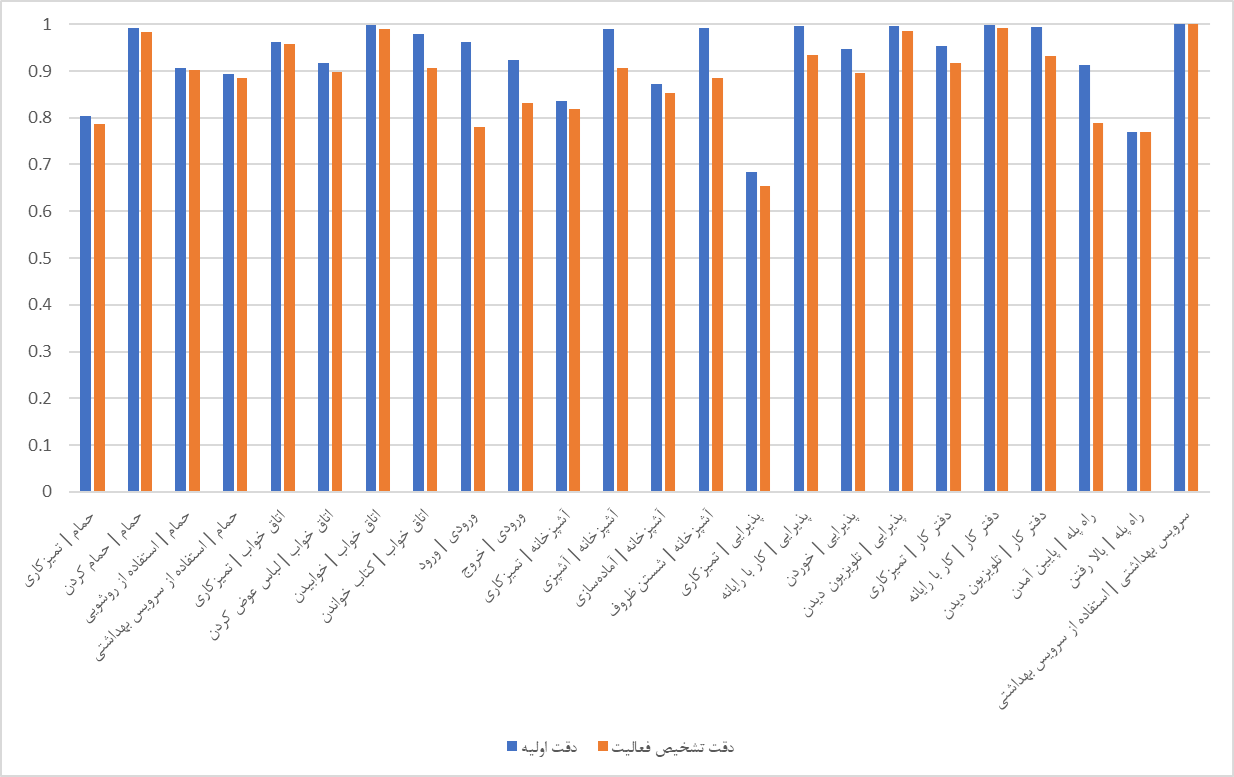 1
0.9
0.8
0.7
0.6
0.5
0.4
0.3
0.2
0.1
0
حمام | تمیزکاری
حمام | حمام کردن
حمام | استفاده از روشویی
حمام | استفاده از سرویس بهداشتی
اتاق خواب | تمیزکاری
اتاق خواب | لباس عوض کردن
اتاق خواب | خوابیدن
اتاق خواب | کتاب خواندن
ورودی | ورود
ورودی | خروج
آشپزخانه | تمیزکاری
آشپزخانه | آشپزی
آشپزخانه | آماده‌سازی
آشپزخانه | شستن ظروف
پذیرایی | تمیزکاری
پذیرایی | کار با رایانه
پذیرایی | خوردن
پذیرایی | تلویزیون دیدن
دفتر کار | تمیزکاری
دفتر کار | کار با رایانه
دفتر کار | تلویزیون دیدن
راه پله | پایین آمدن
راه پله | بالا رفتن
سرویس بهداشتی | استفاده از سرویس بهداشتی
دقت اولیه
دقت تشخیص فعالیت